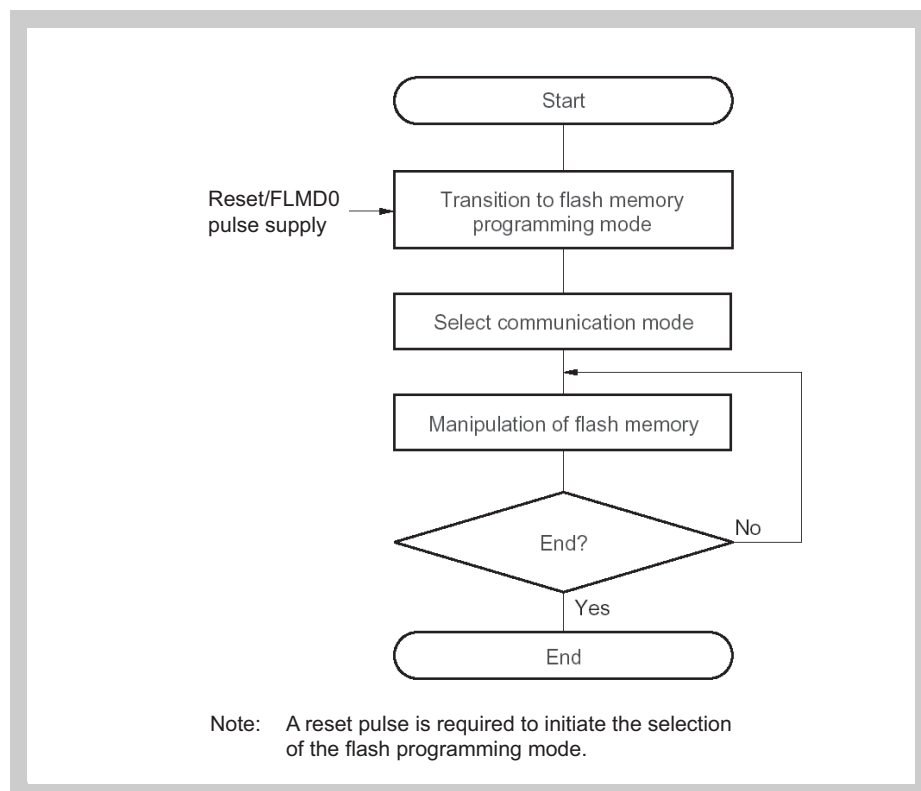 Start
Reset/FLMD0
pulse supply
Transition to flash memory
programming mode
Select communication mode
Manipulation of flash memory
End?
No
Yes
End
Note: A reset pulse is required to initiate the selection
of the flash programming mode.